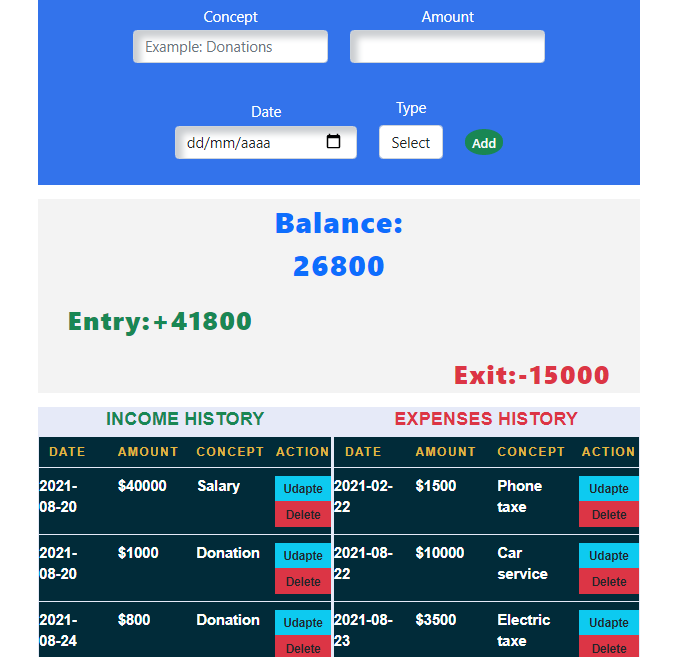 Concept Amount
Example: Donations
Date Type
dd/mm/aaaa Select Add
Balance:
26800
Entry:+41800
Exit:-15000
INCOME HISTORY EXPENSES HISTORY
DATE AMOUNT CONCEPT ACTION DATE AMOUNT CONCEPT ACTION
2021- $40000 Salary Udapte 2021-02- $1500 Phone Udapte
08-20 Delete 22 taxe Delete
2021- $1000 Donation Udapte 2021-08- $10000 Car Udapte
08-20 Delete 22 service Delete
2021- $800 Donation Udapte 2021-08- $3500 Electric Udapte
08-24 Delete 23 taxe Delete